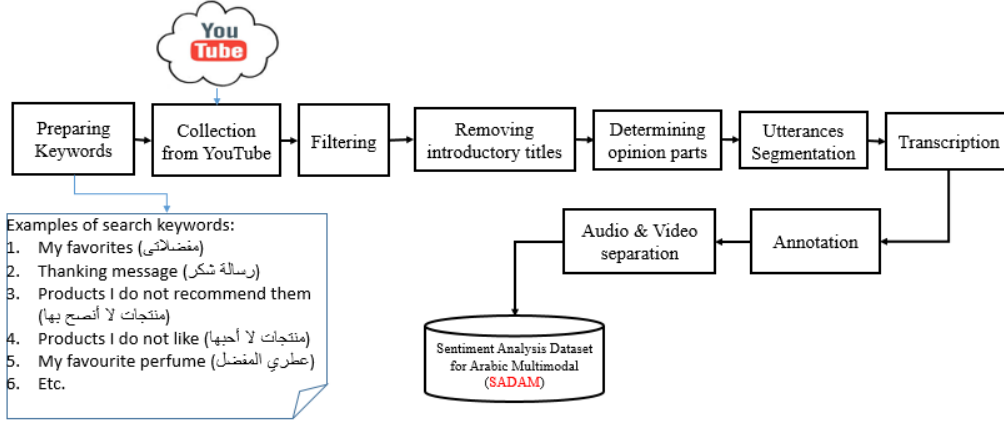 You
Tube
Preparing
Keywords
Collection
from YouTube
Filtering
Removing
introductory titles
Determining
opinion parts
Utterances
Segmentation
Transcription
Annotation
Audio & Video
separation
Sentiment Analysis Dataset
for Arabic Multimodal
(SADAM)
Examples of search keywords:
1. My favorites (مفضلاتى)
2. Thanking message (رسالة شكر)
3. Products I do not recommend them
(منتجات لا أنصح بها)
4. Products I do not like (منتجات لا أحبها)
5. My favourite perfume (عطري المفضل)
6. Etc.